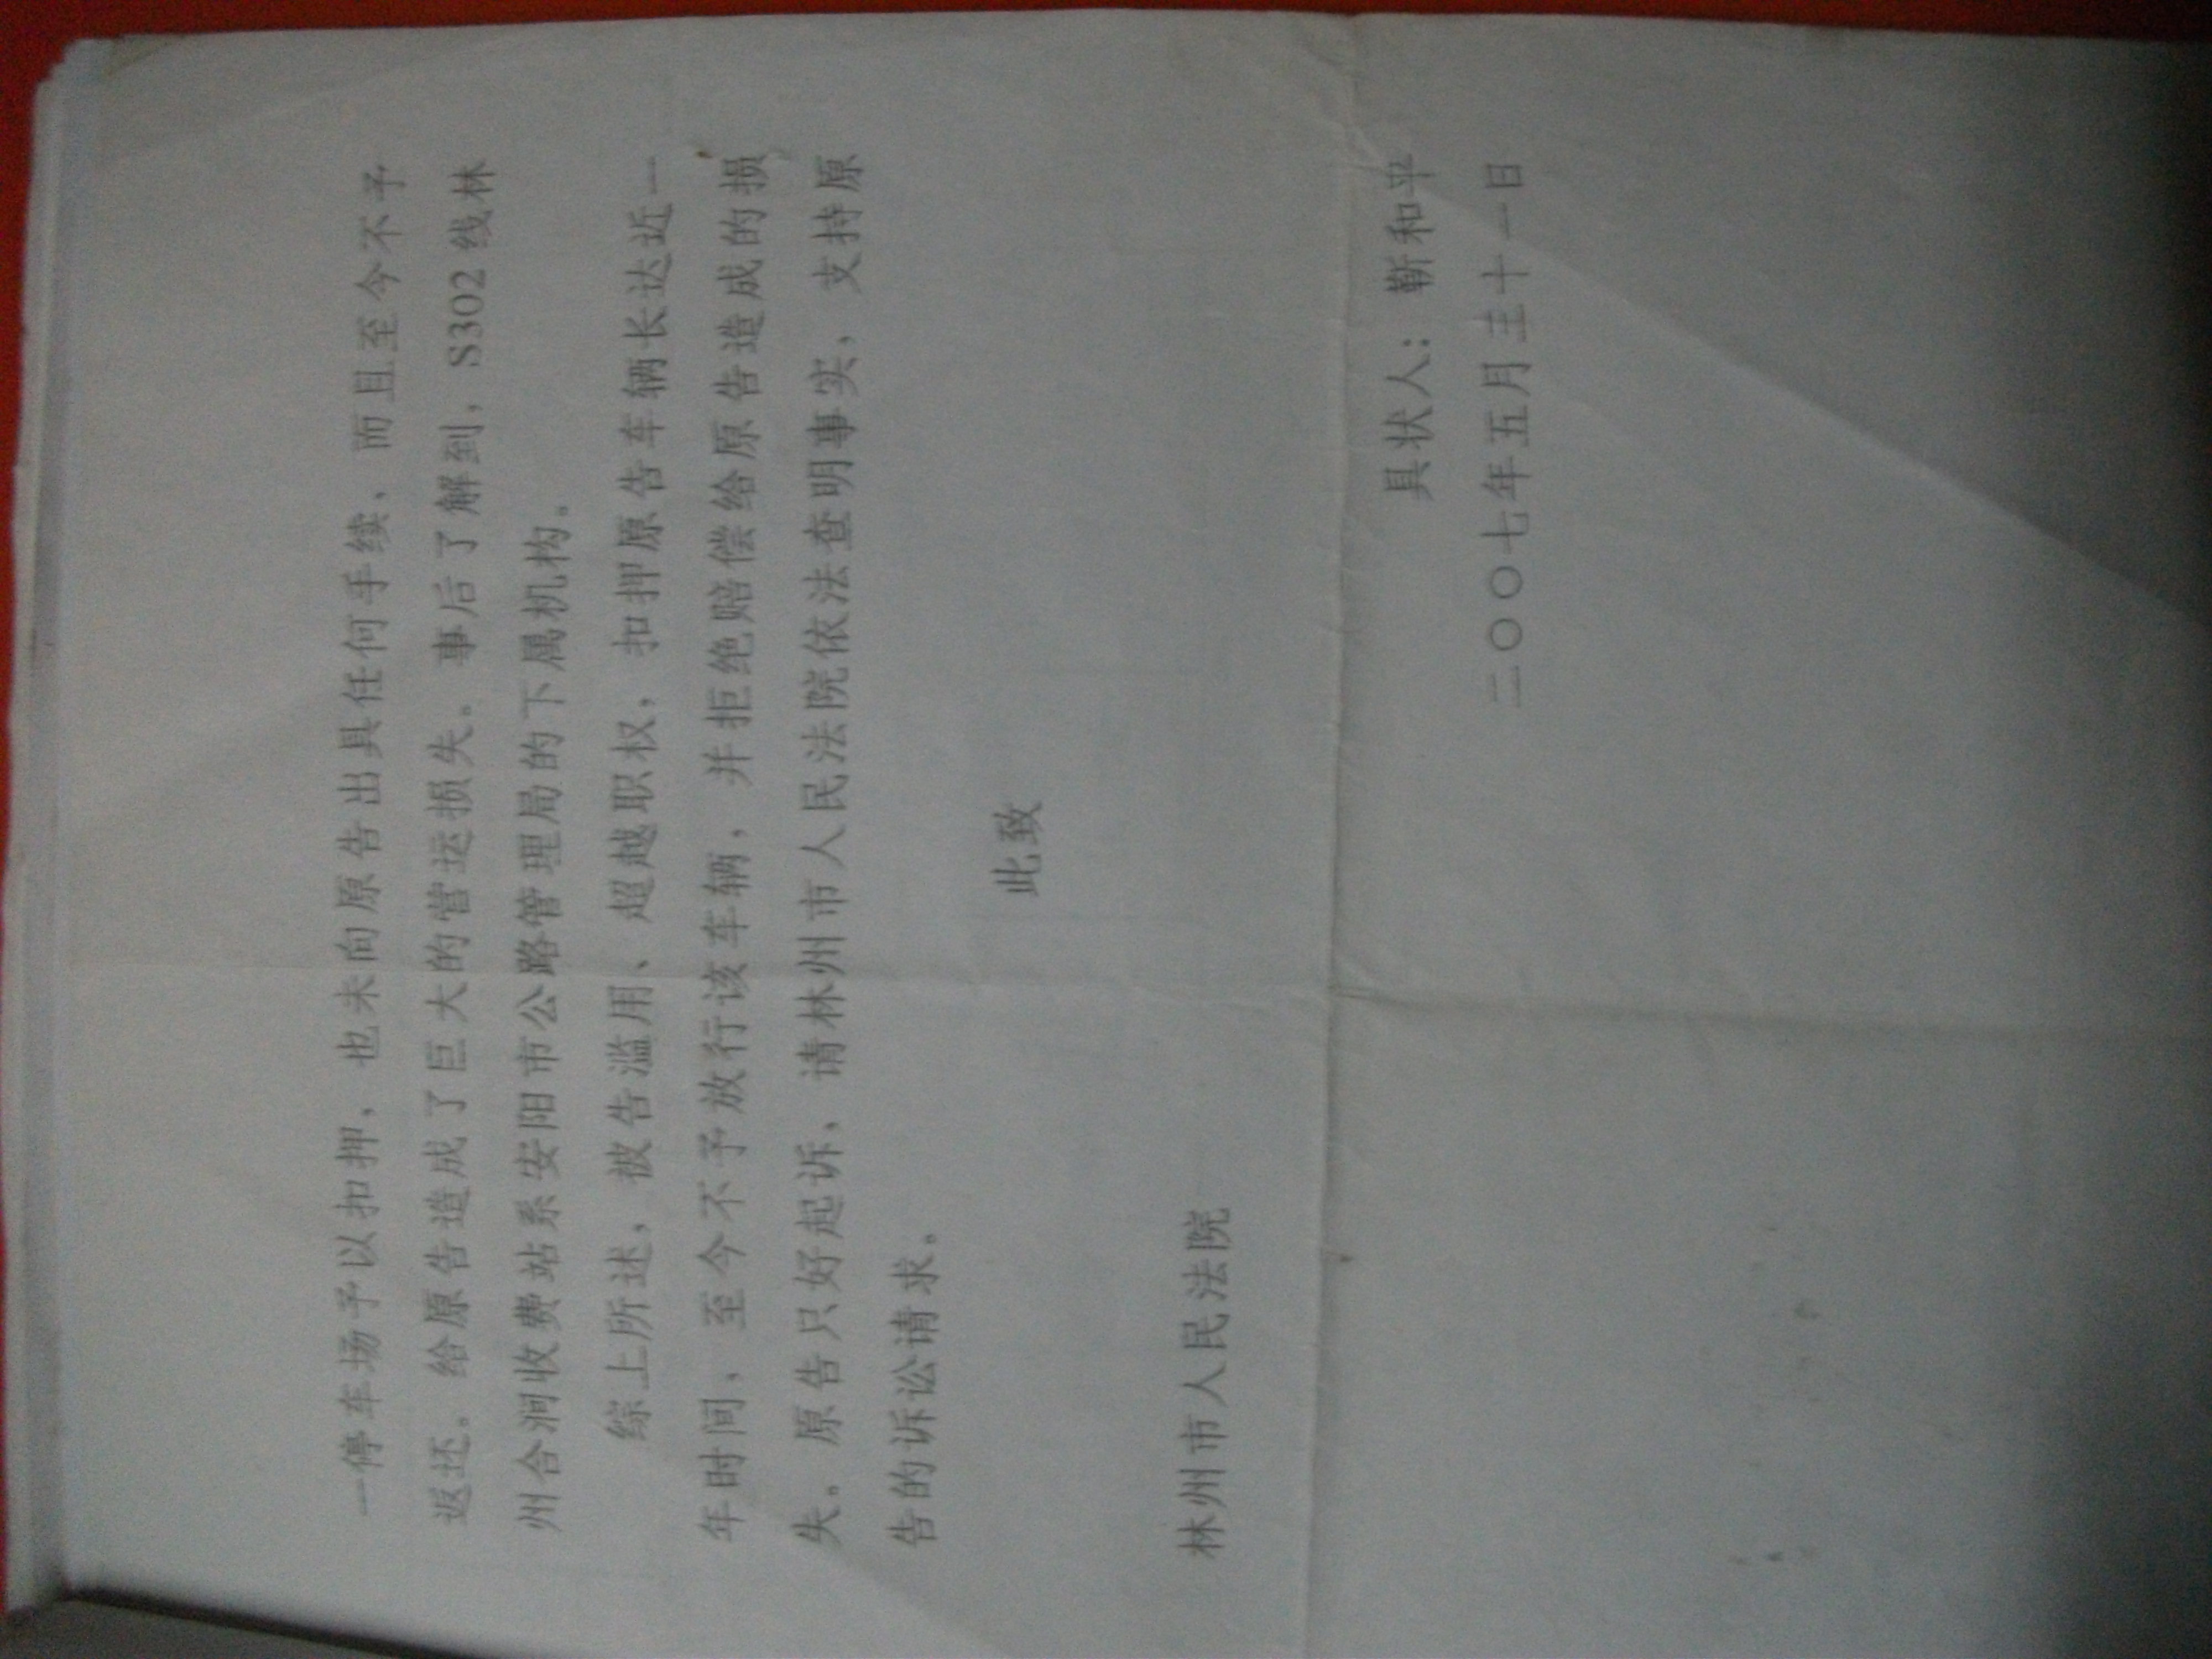 一停车场予以扣押，也未向原告出具任何手续，而且至今不予
返还。给原告造成了巨大的营运损失。事后了解到，S302 线林
州合涧收费站系安阳市公路管理局的下属机构。
综上所述，被告滥用、超越职权，扣押原告车辆长达近一
年时间，至今不予放行该车辆，并拒绝赔偿给原告造成的损
失。原告只好起诉，请林州市人民法院依法查明事实，支持原
告的诉讼请求。
此致
林州市人民法院
具状人：靳和平
二〇〇七年五月三十一日